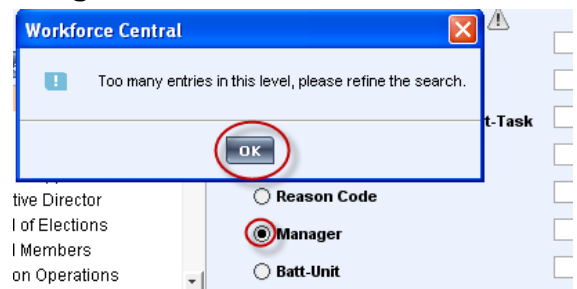 Workforce Central
Too many entries in this level, please refine the search.
t-Task
OK
tive Director
Reason Code
l of Elections
Manager
l Members
on Operations
Batt-Unit